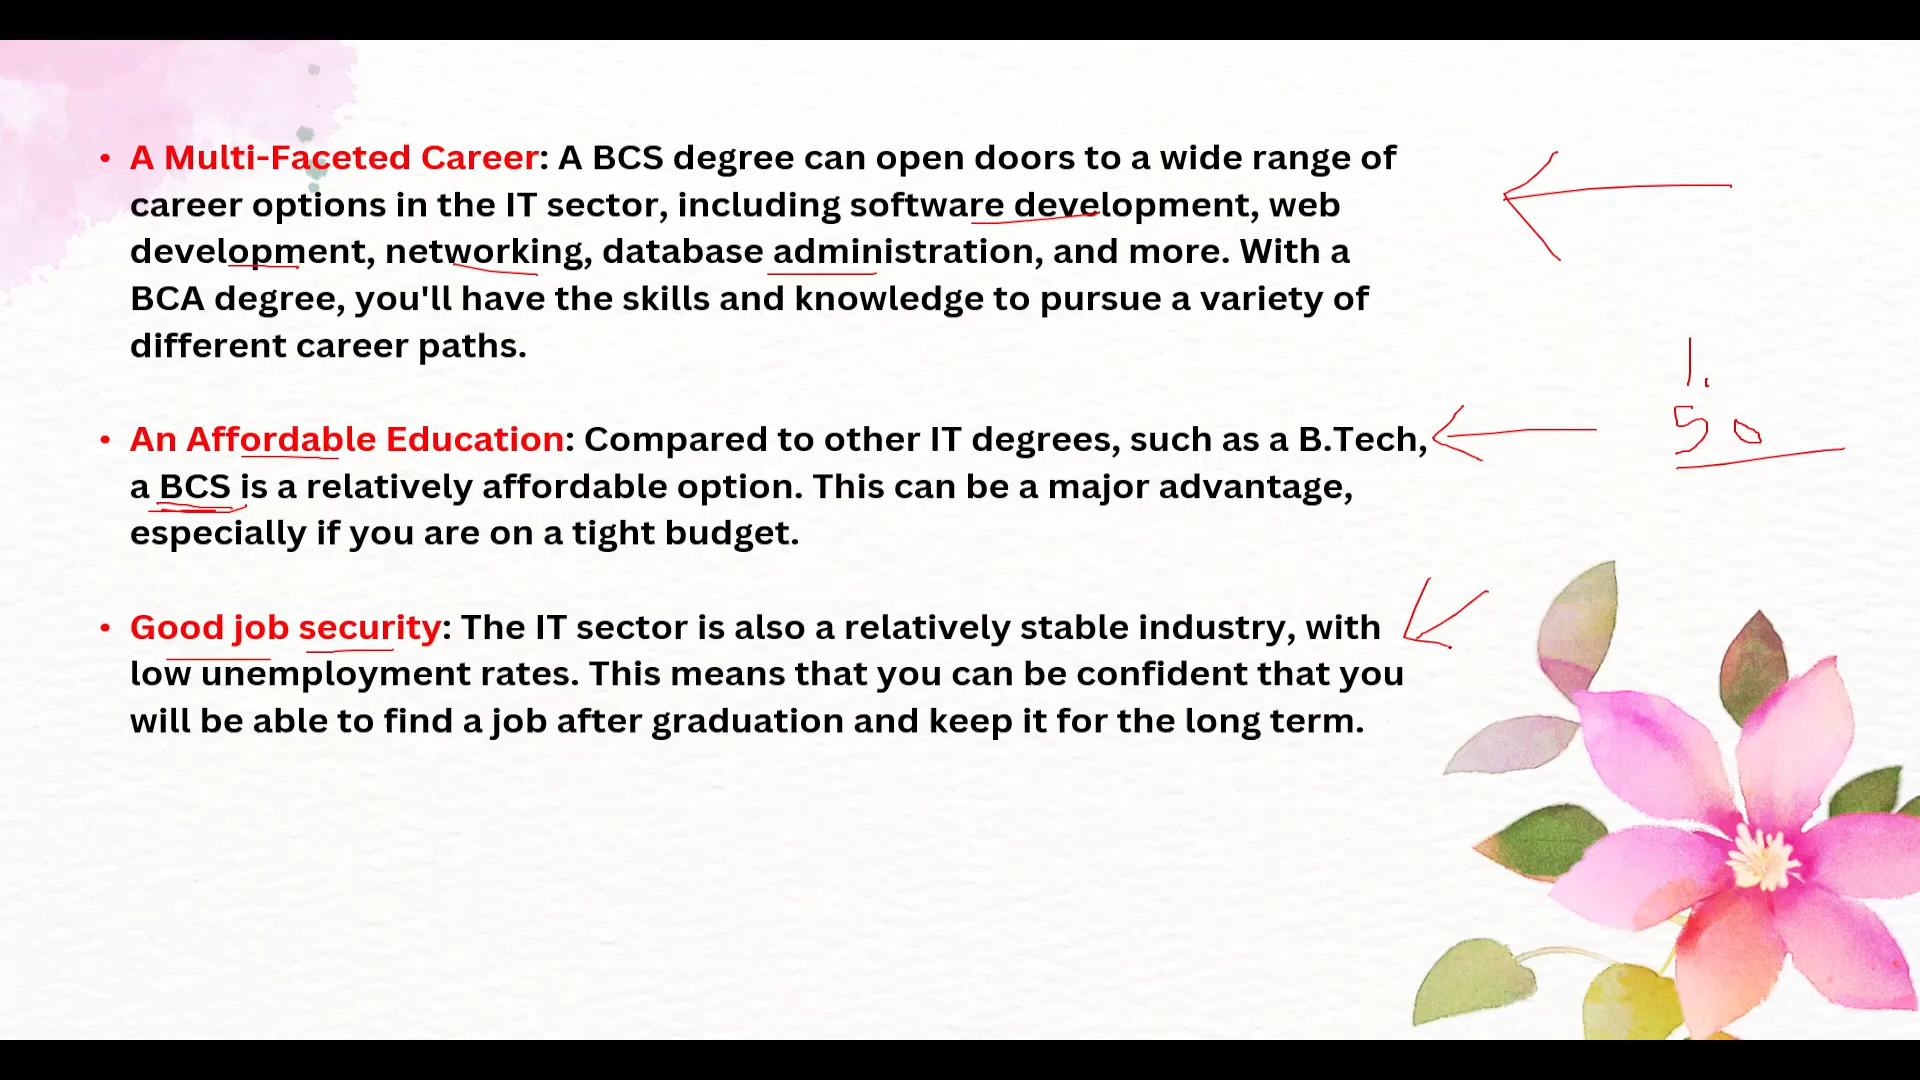 • A Multi-Faceted Career: A BCS degree can open doors to a wide range of
career options in the IT sector, including software development, web
development, networking, database administration, and more. With a
BCA degree, you'll have the skills and knowledge to pursue a variety of
different career paths.
1.
50
• An Affordable Education: Compared to other IT degrees, such as a B.Tech,
a BCS is a relatively affordable option. This can be a major advantage,
especially if you are on a tight budget.
• Good job security: The IT sector is also a relatively stable industry, with
low unemployment rates. This means that you can be confident that you
will be able to find a job after graduation and keep it for the long term.